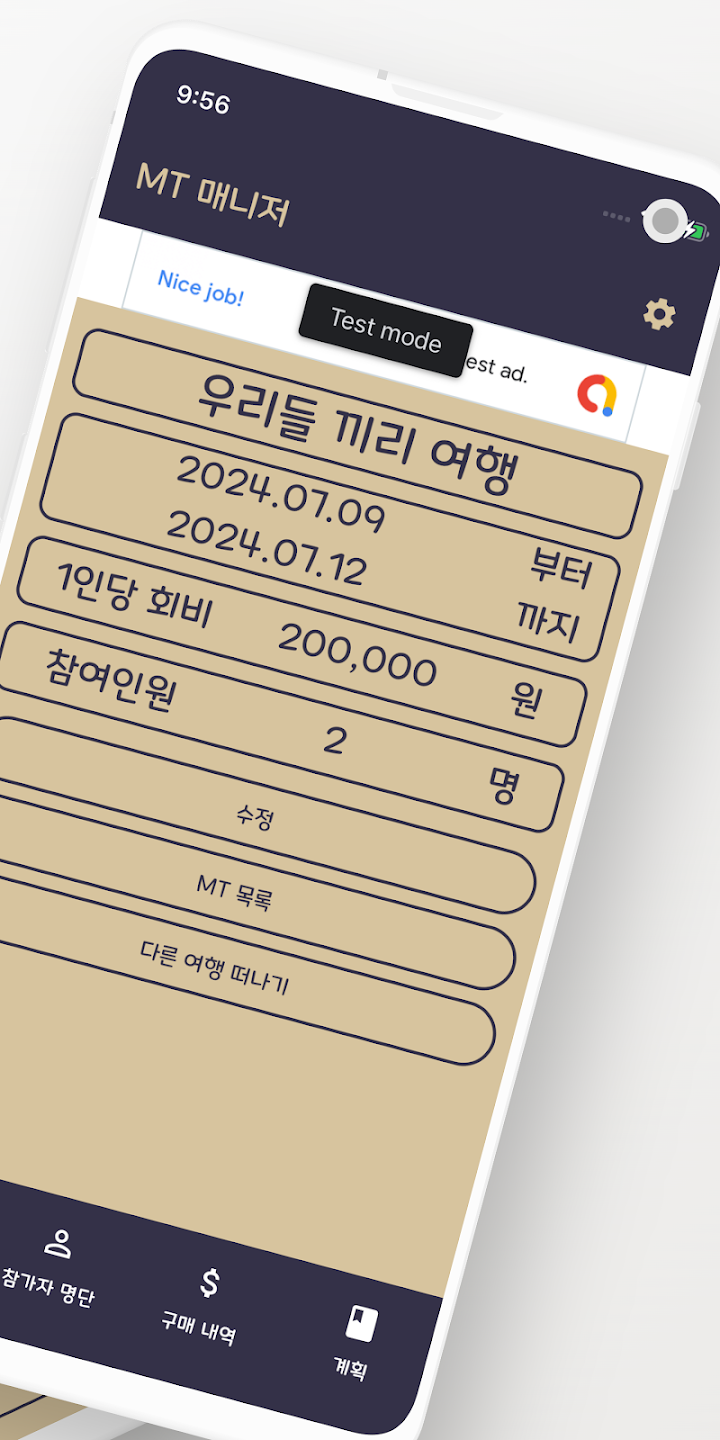 9:56
MT 매니저
Nice job!
Test mode
est ad.
우리들 끼리 여행
2024.07.09 부터
2024.07.12 까지
1인당 회비 200,000 원
참여인원 2 명
수정
MT 목록
다른 여행 떠나기
참가자 명단
구매 내역
계획